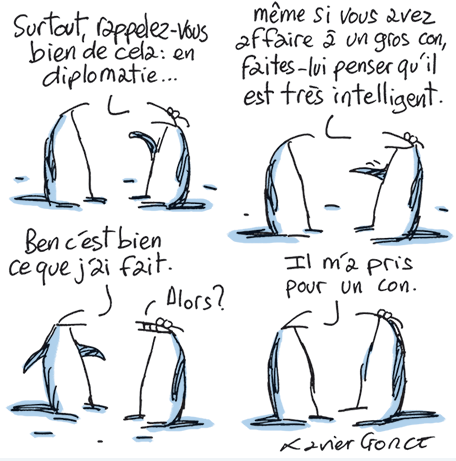 Surtout, rappelez-vous
bien de cela: en
diplomatie...
même si vous avez
affaire à un gros con,
faites-lui penser qu'il
est très intelligent.
Ben c'est bien
ce que j'ai fait.
Alors?
Il m'a pris
pour un con.
Xavier Gorce